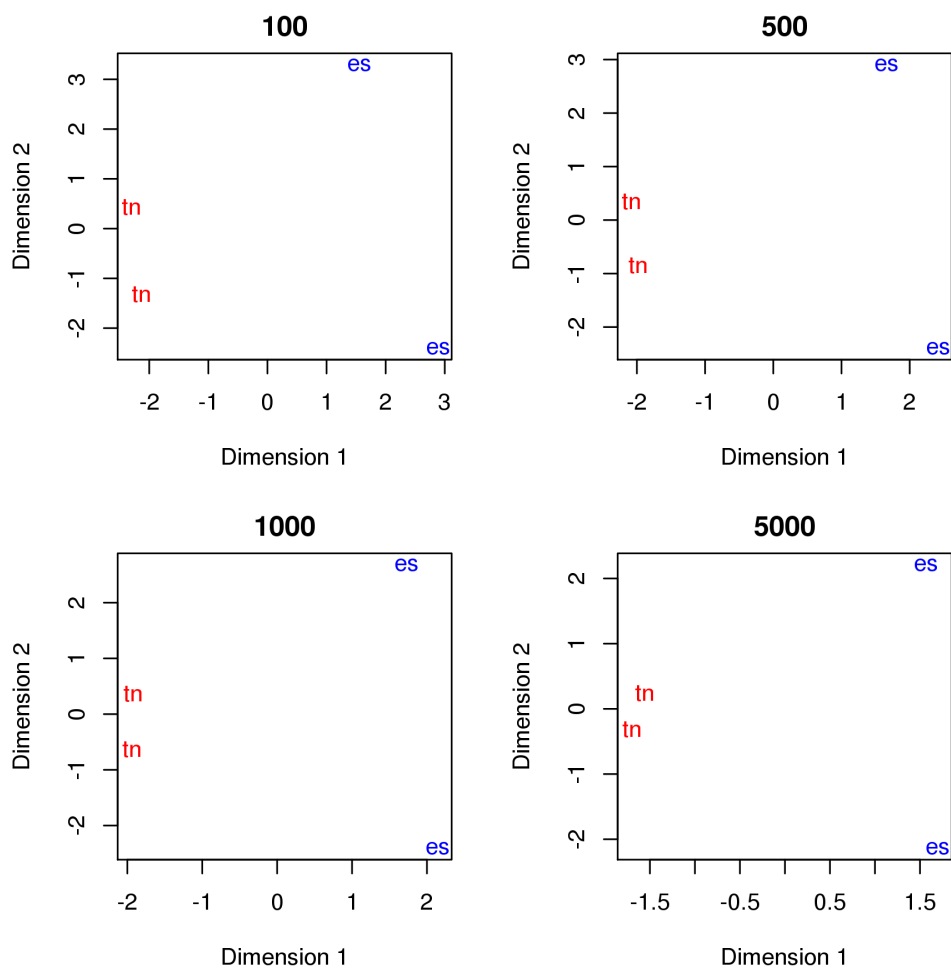 100
es
3
2
1
0
-1
-2
Dimension 2
tn
tn
es
-2 -1 0 1 2 3
Dimension 1
500
es
3
2
1
0
-1
-2
Dimension 2
tn
tn
es
-2 -1 0 1 2
Dimension 1
1000
es
2
1
0
-1
-2
Dimension 2
tn
tn
es
-2 -1 0 1 2
Dimension 1
5000
es
2
1
0
-1
-2
Dimension 2
tn
tn
es
-1.5 -0.5 0.5 1.5
Dimension 1